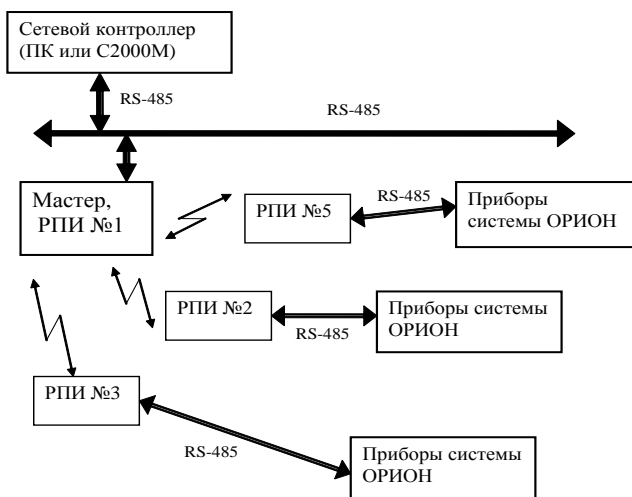 Сетевой контроллер
(ПК или С2000М)
RS-485
RS-485
Мастер,
РПИ №1
РПИ №5
RS-485
Приборы
системы ОРИОН
РПИ №2
RS-485
Приборы системы
ОРИОН
РПИ №3
RS-485
Приборы системы
ОРИОН